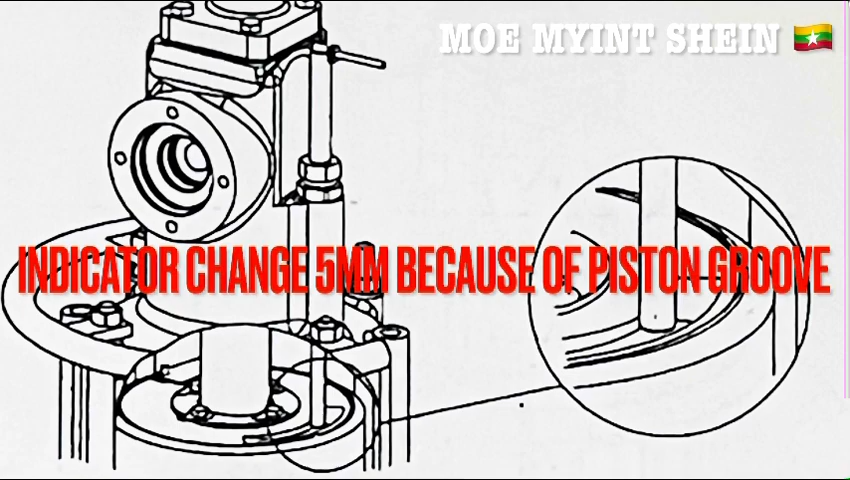 MOE MYINT SHEIN 🇲🇲
INDICATOR CHANGE 5MM BECAUSE OF PISTON GROOVE